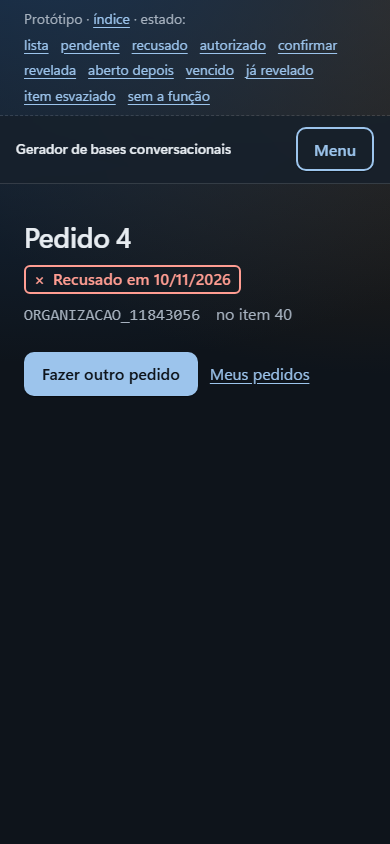 Protótipo · índice · estado:
lista pendente recusado autorizado confirmar
revelada aberto depois vencido já revelado
item esvaziado sem a função
Gerador de bases conversacionais
Menu
Pedido 4
× Recusado em 10/11/2026
ORGANIZACAO_11843056 no item 40
Fazer outro pedido Meus pedidos